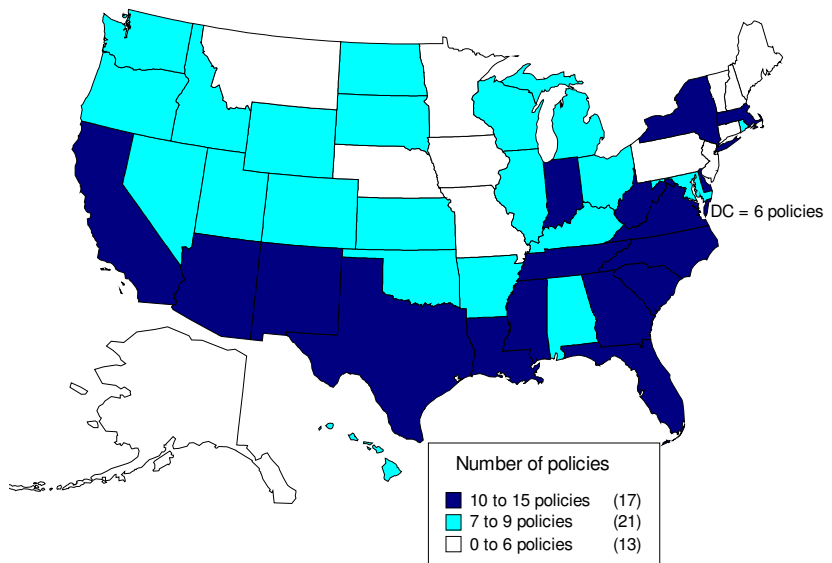 DC = 6 policies
Number of policies
10 to 15 policies (17)
7 to 9 policies (21)
0 to 6 policies (13)